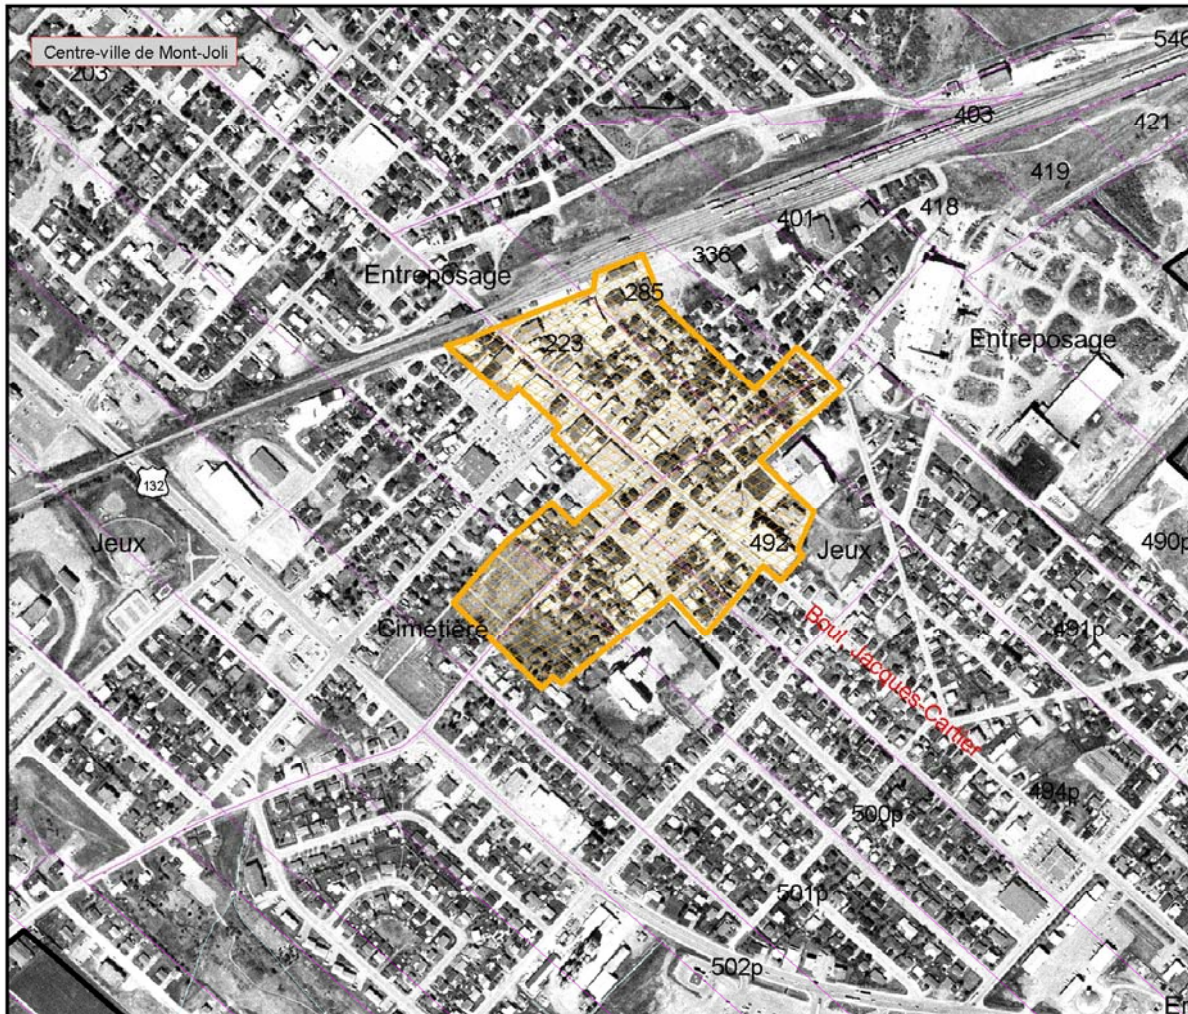 Centre-ville de Mont-Joli
546
203
403
421
419
418
401
336
Entreposage
285
223
Entreposage
132
492
Jeux
Jeux
490p
Cimetière
Boul. Jacques-Cartier
491p
494p
500p
501p
502p